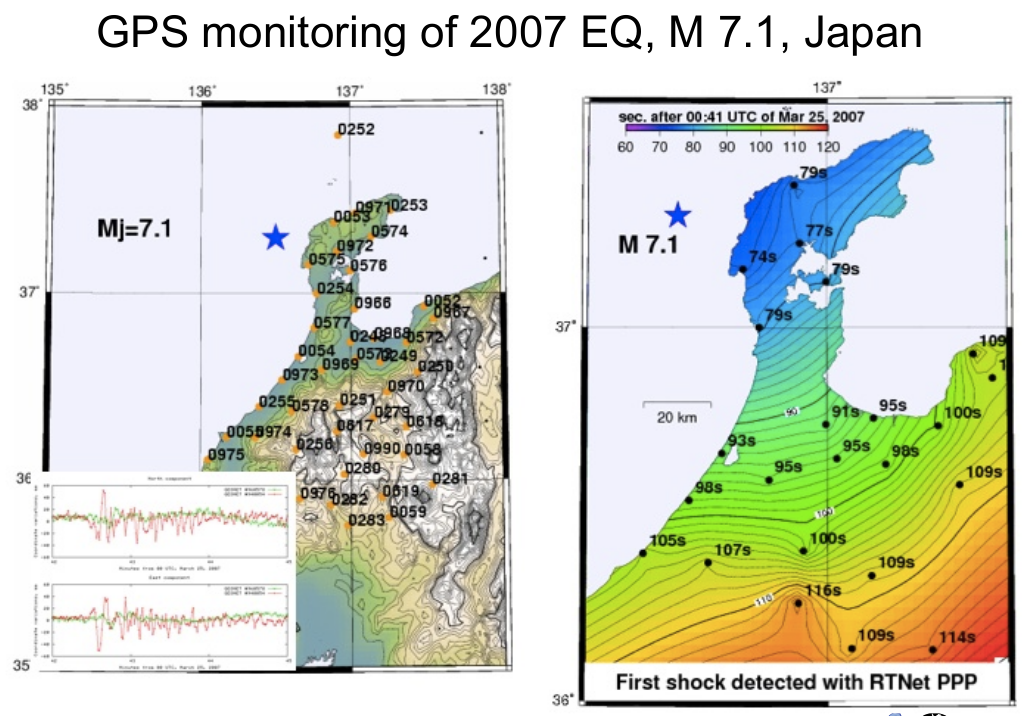 GPS monitoring of 2007 EQ, M 7.1, Japan
135° 136° 137° 138°
38°
0252
0971 0253
0053
Mj=7.1
0574
0972
0575 0576
0254
37°
0966
0052
0967
0577
0968
0572
0054
0249
0969
0250
0973
0970
0255 0578 0251
0279
0617 0618
0974
0256
0975
0990 0058
36
0280
0281
0976 0282 0619
0059
0283
North component
East component
35
137°
sec. after 00:41 UTC of Mar 25, 2007
60 70 80 90 100 110 120
79s
M 7.1
77s
74s
79s
79s
37°
109
1
20 km
90
91s 95s 100s
93s
95s 98s
95s
98s
109s
100
105s
107s 100s
109s
116s
110
109s 114s
First shock detected with RTNet PPP
36°